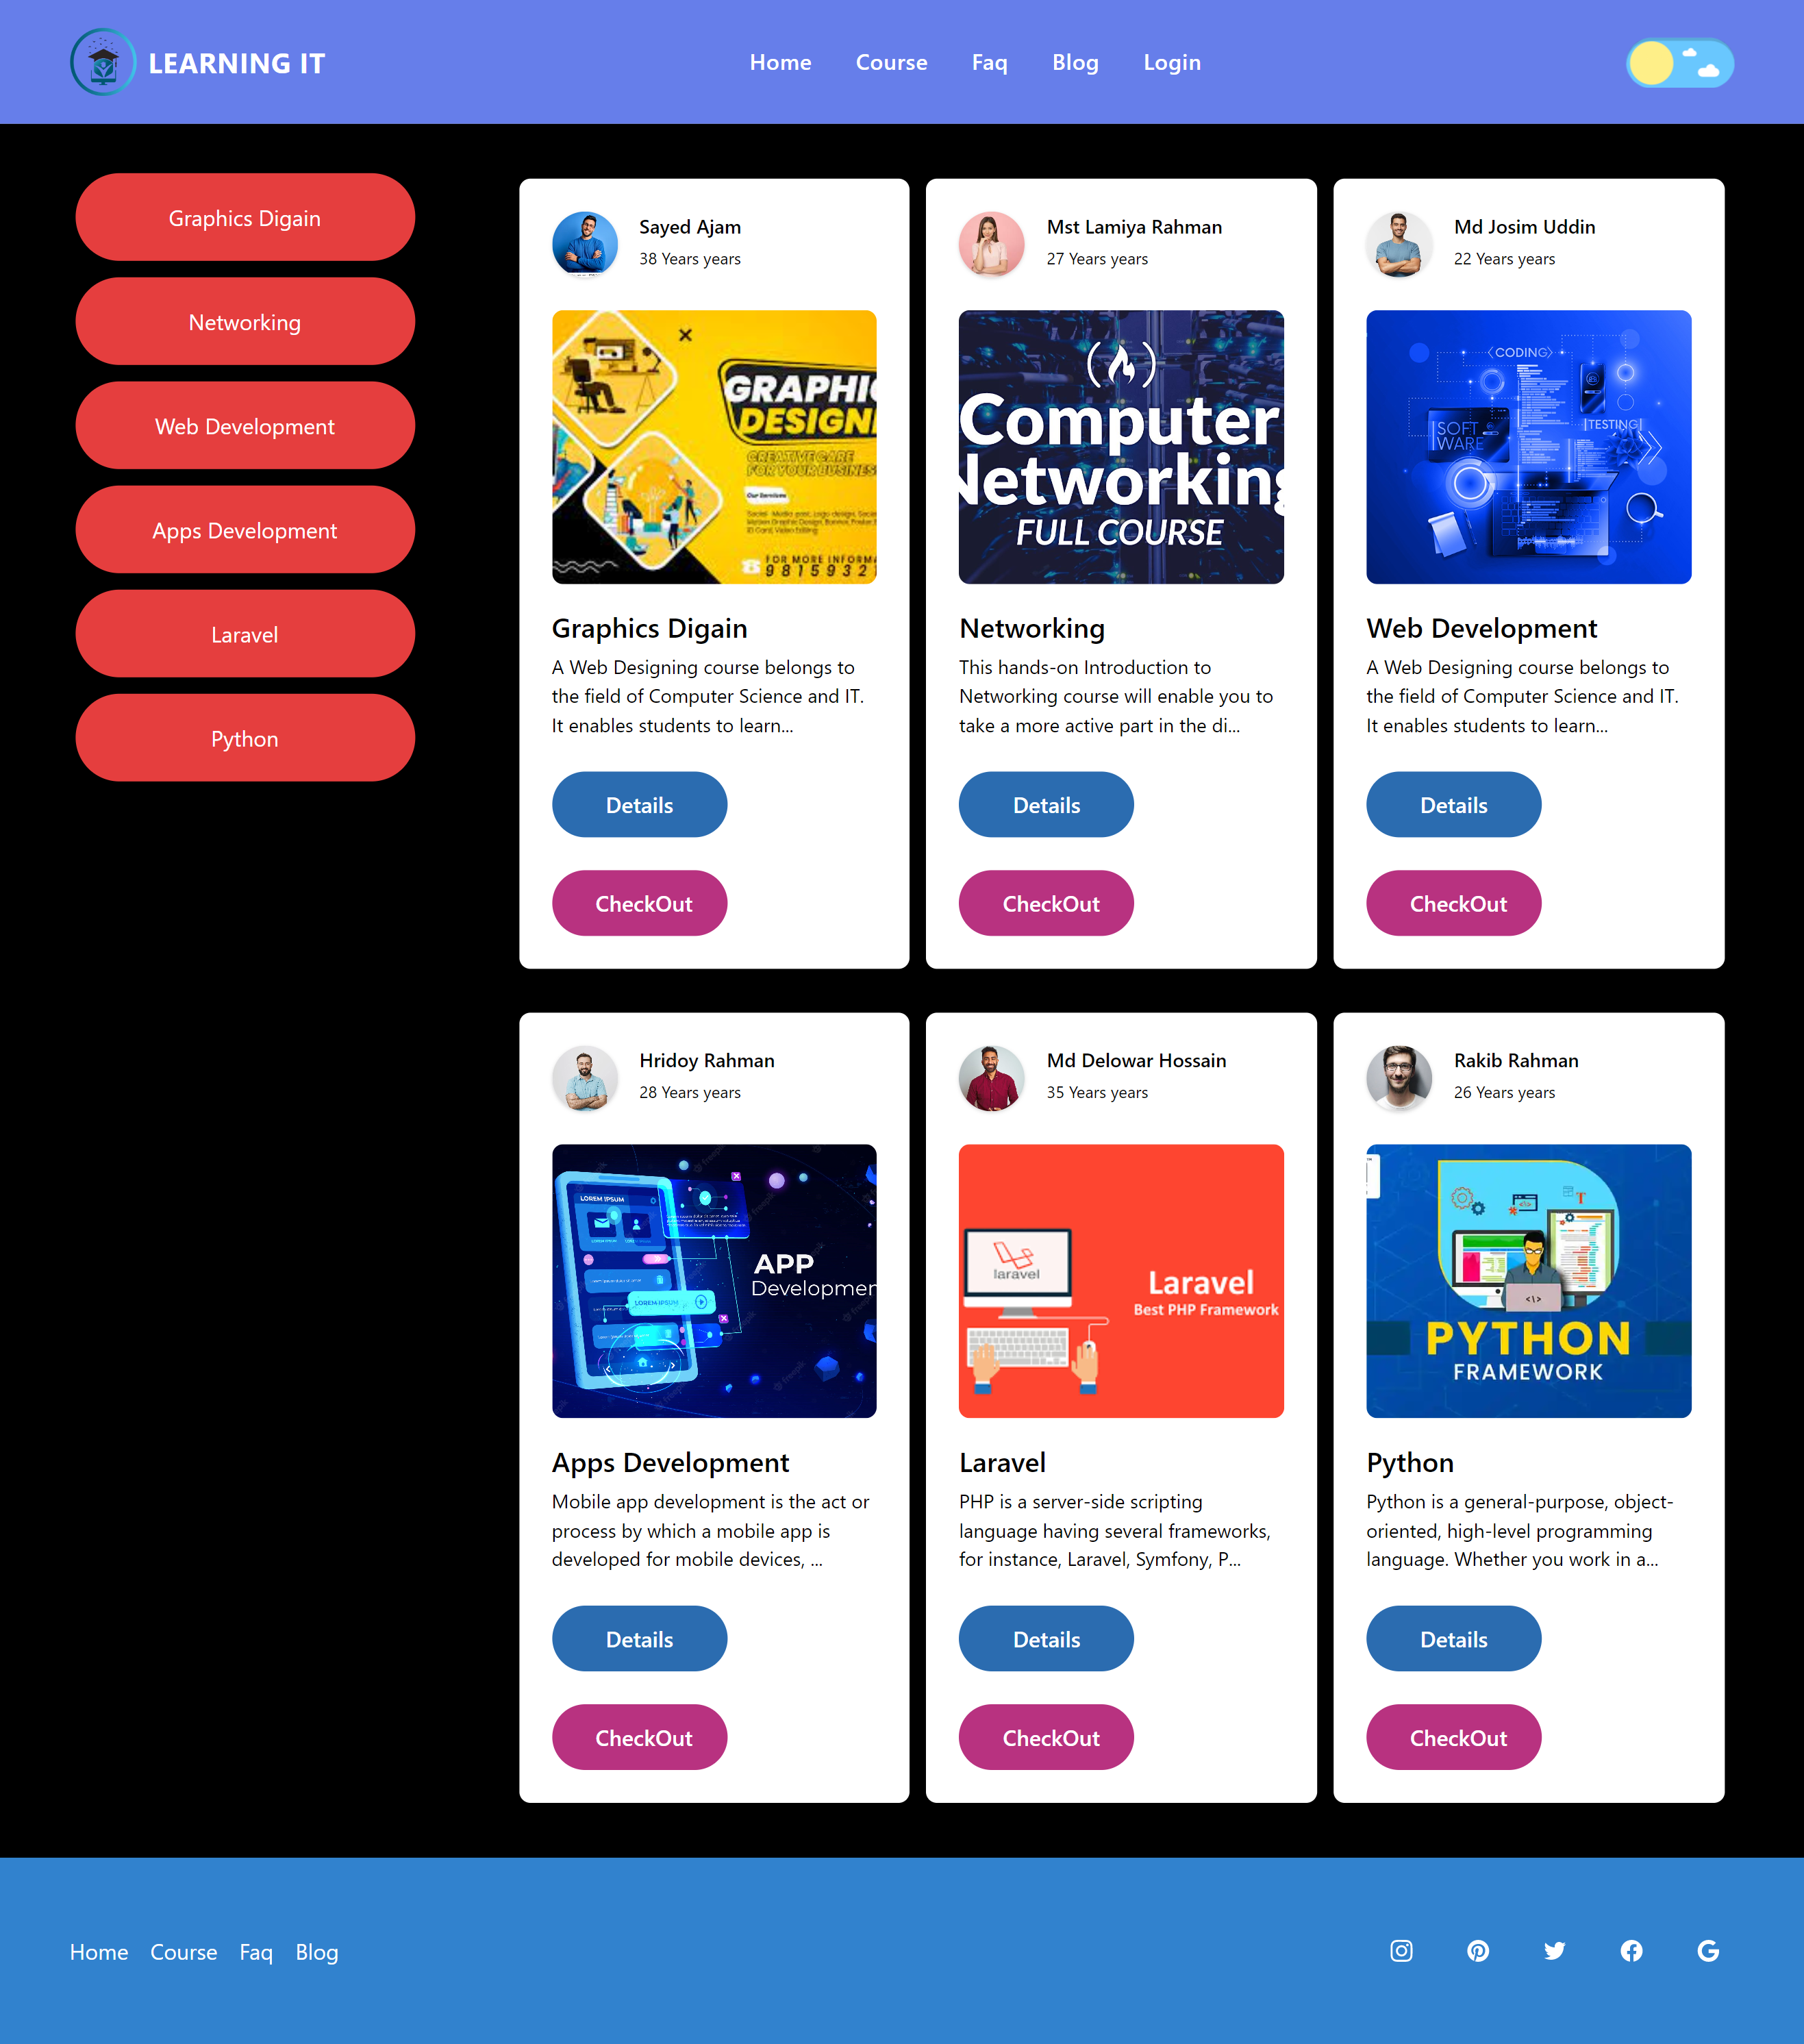 LEARNING IT
Home
Course
Faq
Blog
Login
Graphics Digain
Networking
Web Development
Apps Development
Laravel
Python
Sayed Ajam
38 Years years
GRAPHIC
DESIGN
CREATIVE CARE
FOR YOUR BUSINES
Our Services
FOR MORE INFORMA
9815932
Graphics Digain
A Web Designing course belongs to
the field of Computer Science and IT.
It enables students to learn...
Details
CheckOut
Mst Lamiya Rahman
27 Years years
Computer
Networking
FULL COURSE
Networking
This hands-on Introduction to
Networking course will enable you to
take a more active part in the di...
Details
CheckOut
Md Josim Uddin
22 Years years
CODING
SOFT
WARE
TESTING
Web Development
A Web Designing course belongs to
the field of Computer Science and IT.
It enables students to learn...
Details
CheckOut
Hridoy Rahman
28 Years years
LOREM IPSUM
LOREM IPSUM
APP
Developmen
Apps Development
Mobile app development is the act or
process by which a mobile app is
developed for mobile devices, ...
Details
CheckOut
Md Delowar Hossain
35 Years years
laravel
Laravel
Best PHP Framework
Laravel
PHP is a server-side scripting
language having several frameworks,
for instance, Laravel, Symfony, P...
Details
CheckOut
Rakib Rahman
26 Years years
</>
PYTHON
FRAMEWORK
Python
Python is a general-purpose, object-
oriented, high-level programming
language. Whether you work in a...
Details
CheckOut
Home
Course
Faq
Blog